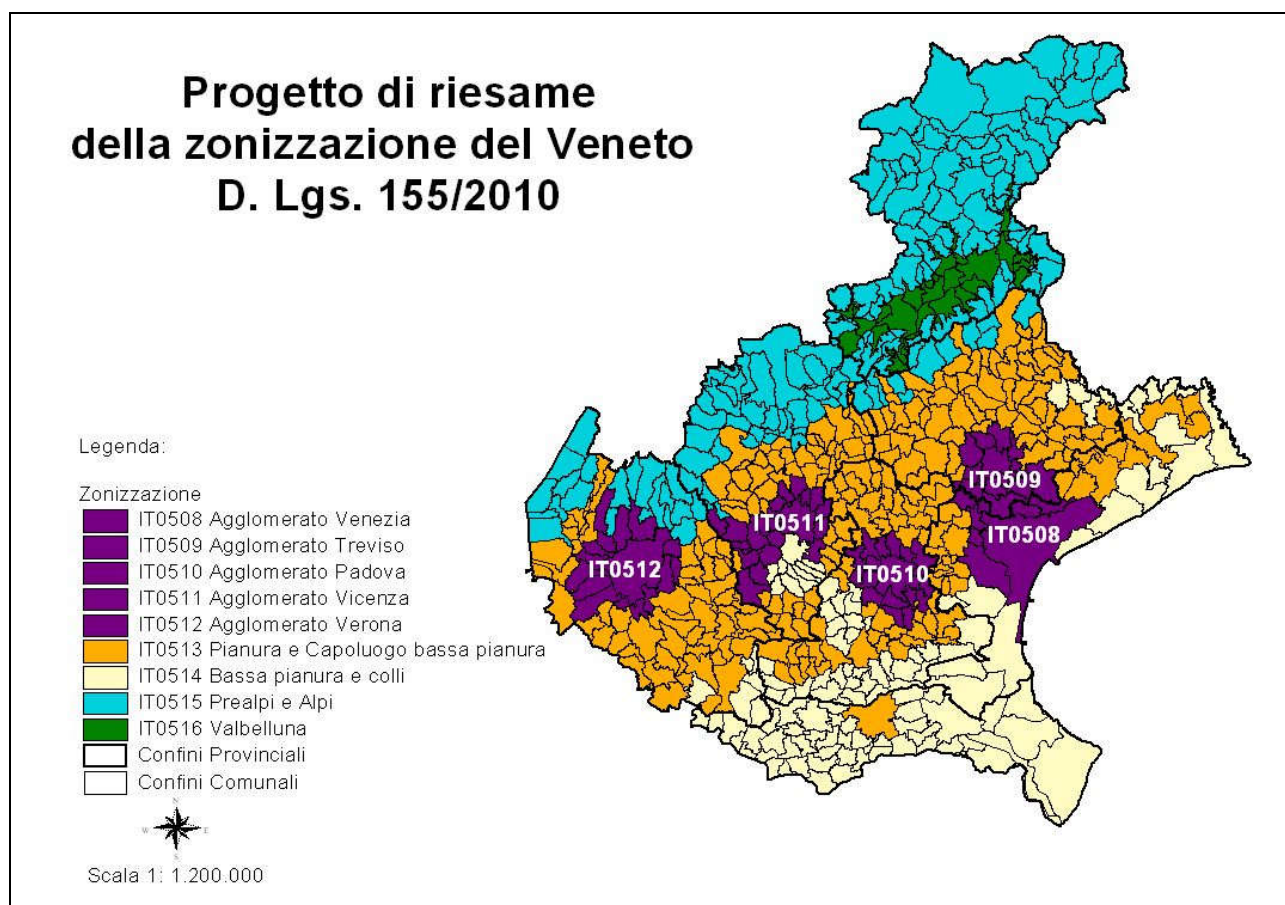 Progetto di riesame
della zonizzazione del Veneto
D. Lgs. 155/2010
Legenda:
Zonizzazione
IT0508 Agglomerato Venezia
IT0509 Agglomerato Treviso
IT0510 Agglomerato Padova
IT0511 Agglomerato Vicenza
IT0512 Agglomerato Verona
IT0513 Pianura e Capoluogo bassa pianura
IT0514 Bassa pianura e colli
IT0515 Prealpi e Alpi
IT0516 Valbelluna
Confini Provinciali
Confini Comunali
N
W E
S
Scala 1: 1.200.000
IT0509
IT0511
IT0508
IT0512
IT0510